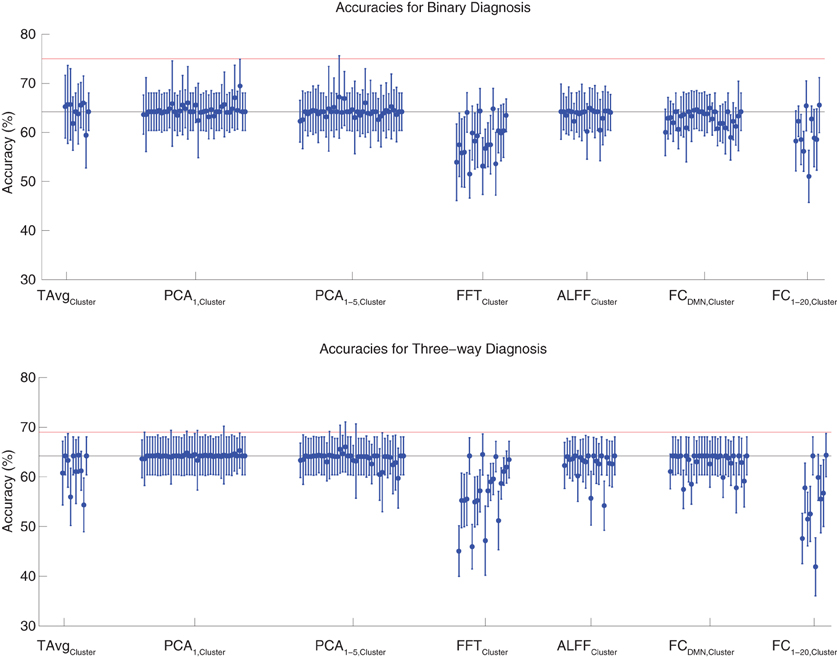 Accuracies for Binary Diagnosis
Accuracy (%)
80
70
60
50
40
30
TAvgCluster
PCA1,Cluster
PCA1−5,Cluster
FFTCluster
ALFFCluster
FCDMN,Cluster
FC1−20,Cluster
Accuracies for Three−way Diagnosis
Accuracy (%)
80
70
60
50
40
30
TAvgCluster
PCA1,Cluster
PCA1−5,Cluster
FFTCluster
ALFFCluster
FCDMN,Cluster
FC1−20,Cluster